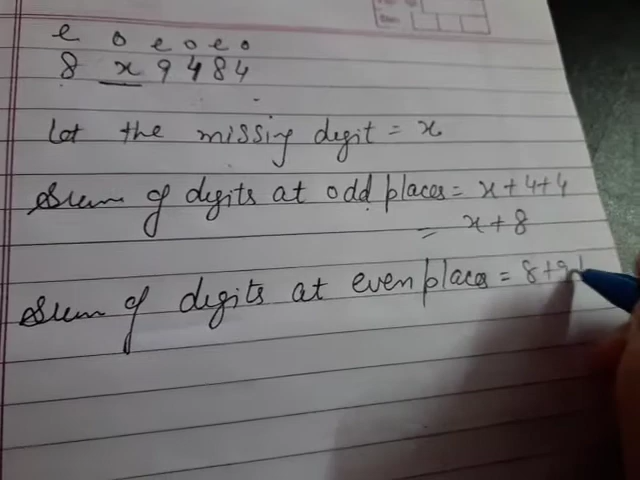 e o e o e o
8 x 9 4 8 4
Let the missing digit = x
Sum of digits at odd places = x + 4 + 4
= x + 8
Sum of digits at even places = 8 + 9 +